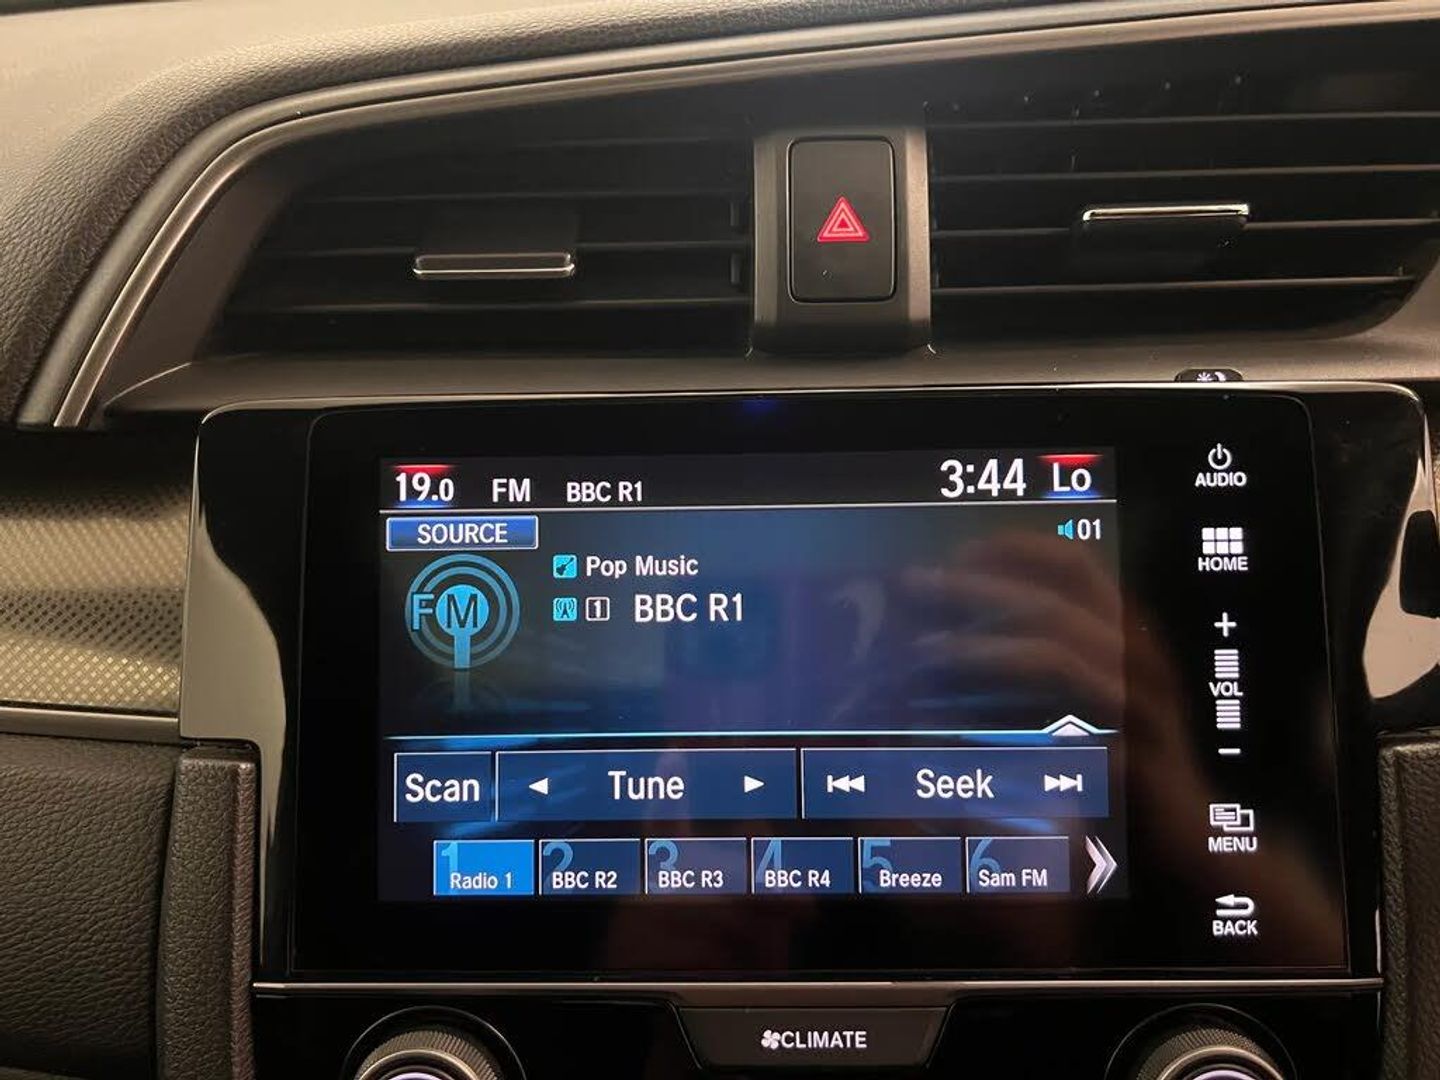 19.0 FM BBC R1 3:44 Lo
SOURCE 01
FM
Pop Music
1 BBC R1
Scan Tune Seek
1 Radio 1 2 BBC R2 3 BBC R3 4 BBC R4 5 Breeze 6 Sam FM
AUDIO
HOME
+
VOL
-
MENU
BACK
CLIMATE